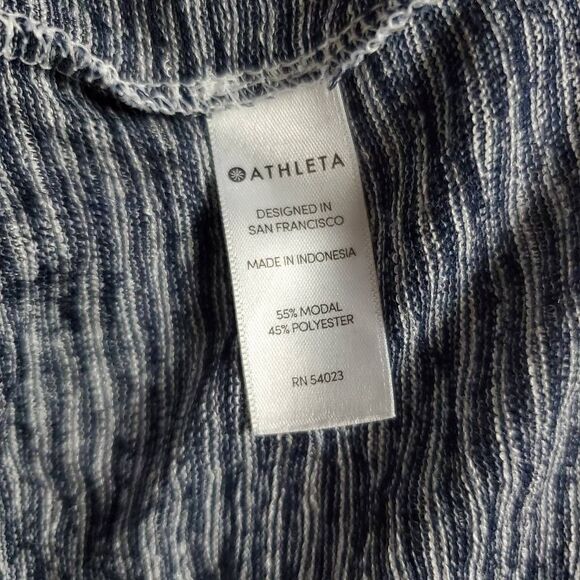 ATHLETA
DESIGNED IN
SAN FRANCISCO
MADE IN INDONESIA
55% MODAL
45% POLYESTER
RN 54023